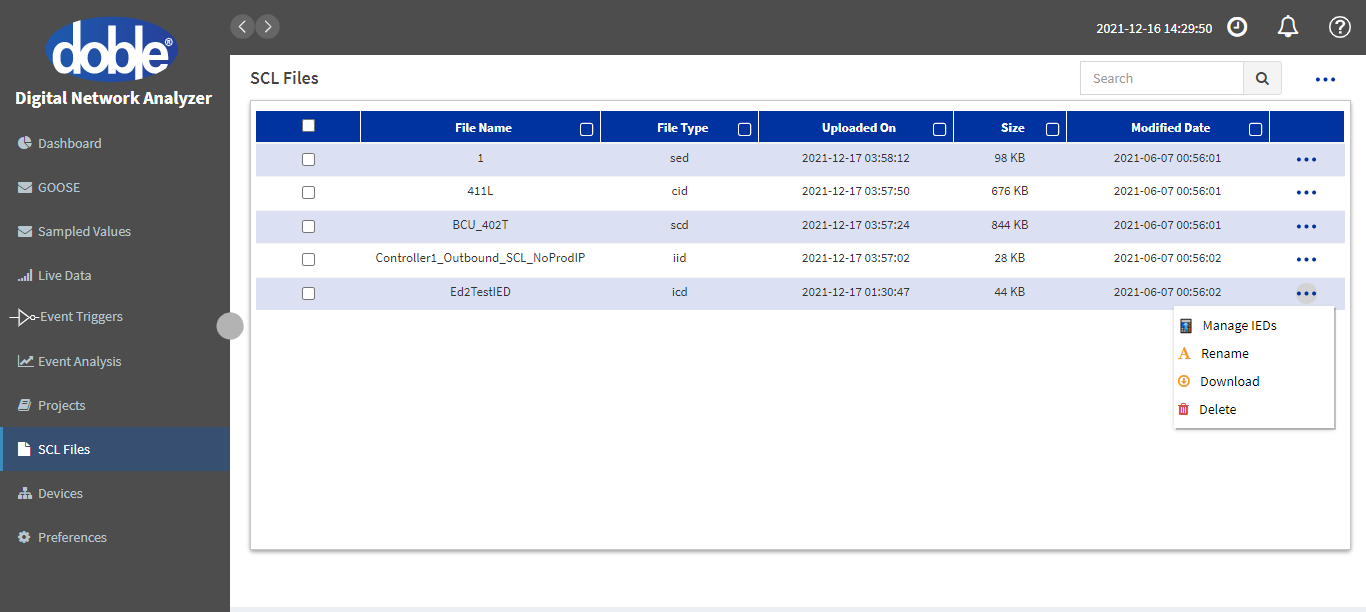 doble®
Digital Network Analyzer
Dashboard
GOOSE
Sampled Values
Live Data
Event Triggers
Event Analysis
Projects
SCL Files
Devices
Preferences
2021-12-16 14:29:50
SCL Files
Search
File Name File Type Uploaded On Size Modified Date
1 sed 2021-12-17 03:58:12 98 KB 2021-06-07 00:56:01
411L cid 2021-12-17 03:57:50 676 KB 2021-06-07 00:56:01
BCU_402T scd 2021-12-17 03:57:24 844 KB 2021-06-07 00:56:01
Controller1_Outbound_SCL_NoProdIP iid 2021-12-17 03:57:02 28 KB 2021-06-07 00:56:02
Ed2TestIED icd 2021-12-17 01:30:47 44 KB 2021-06-07 00:56:02
Manage IEDs
Rename
Download
Delete